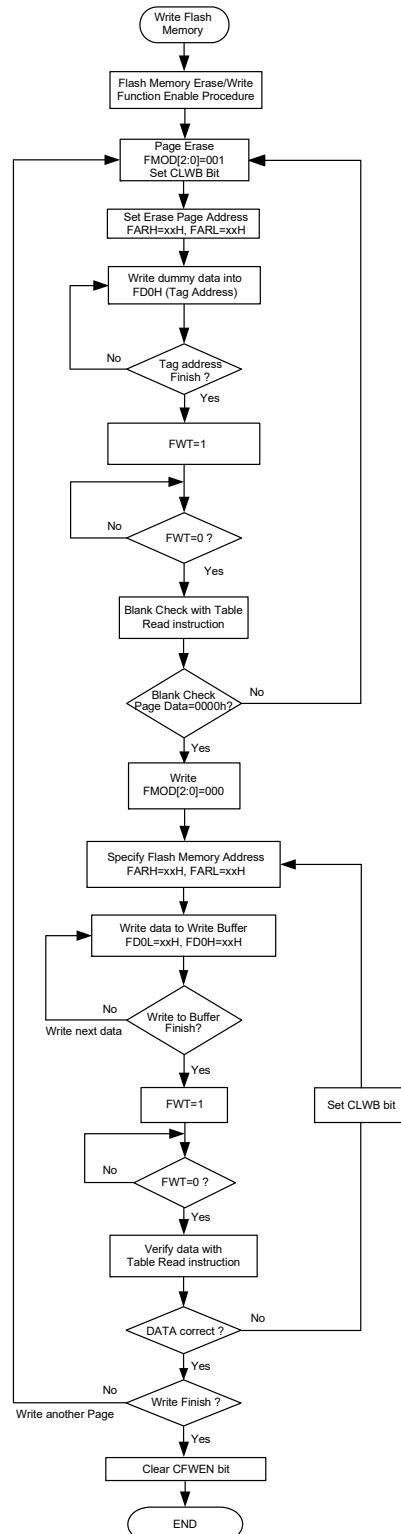 Write Flash
Memory
Flash Memory Erase/Write
Function Enable Procedure
Page Erase
FMOD[2:0]=001
Set CLWB Bit
Set Erase Page Address
FARH=xxH, FARL=xxH
Write dummy data into
FD0H (Tag Address)
No
Tag address
Finish ?
Yes
FWT=1
No
FWT=0 ?
Yes
Blank Check with Table
Read instruction
No
Blank Check
Page Data=0000h?
Yes
Write
FMOD[2:0]=000
Specify Flash Memory Address
FARH=xxH, FARL=xxH
Write data to Write Buffer
FD0L=xxH, FD0H=xxH
No
Write next data
Write to Buffer
Finish?
Yes
FWT=1
Set CLWB bit
No
FWT=0 ?
Yes
Verify data with
Table Read instruction
No
DATA correct ?
Yes
No
Write Finish ?
Write another Page
Yes
Clear CFWEN bit
END